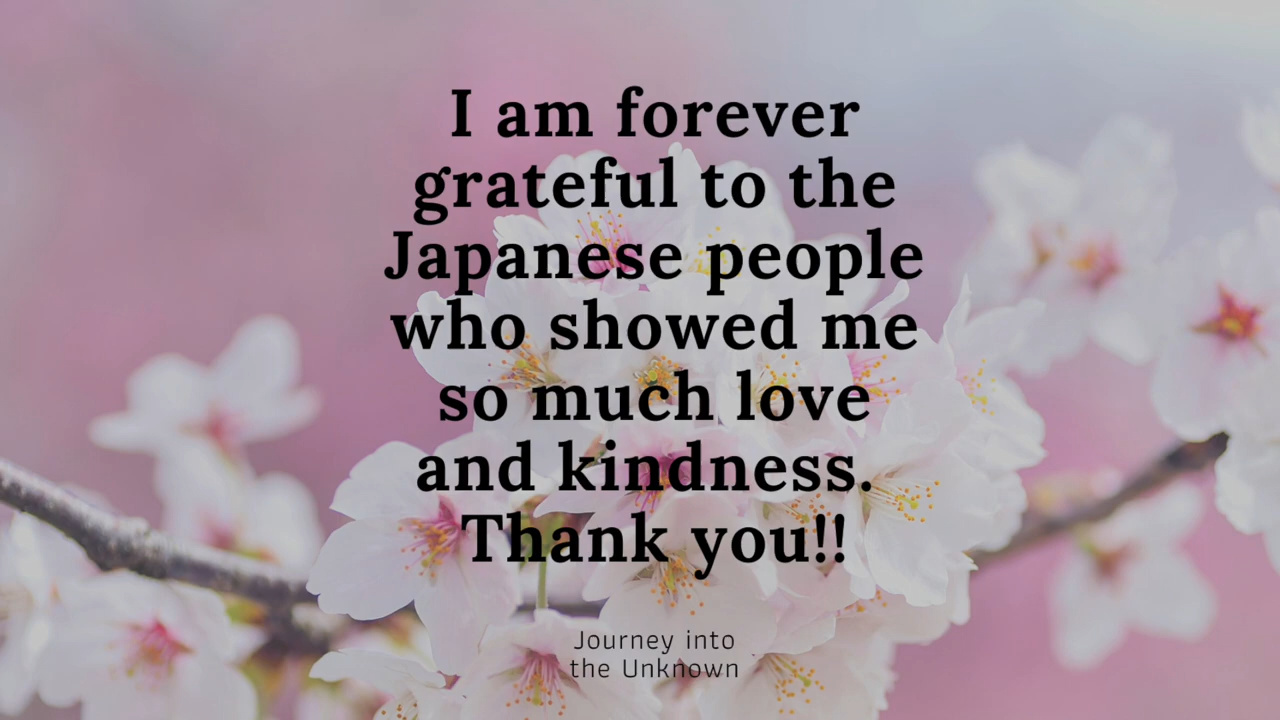 I am forever
grateful to the
Japanese people
who showed me
so much love
and kindness.
Thank you!!
Journey into
the Unknown